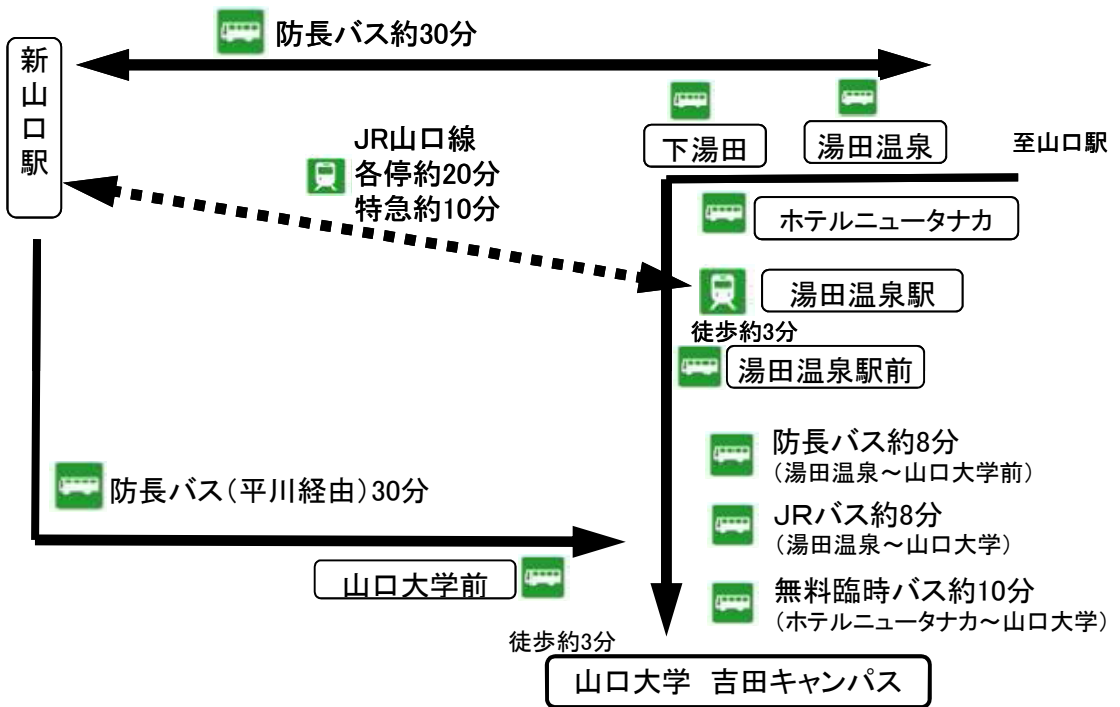 防長バス約30分
新山口駅
JR山口線
各停約20分
特急約10分
下湯田
湯田温泉
至山口駅
ホテルニュータナカ
湯田温泉駅
徒歩約3分
湯田温泉駅前
防長バス約8分
（湯田温泉～山口大学前）
JRバス約8分
（湯田温泉～山口大学）
無料臨時バス約10分
（ホテルニュータナカ～山口大学）
防長バス（平川経由）30分
山口大学前
徒歩約3分
山口大学 吉田キャンパス